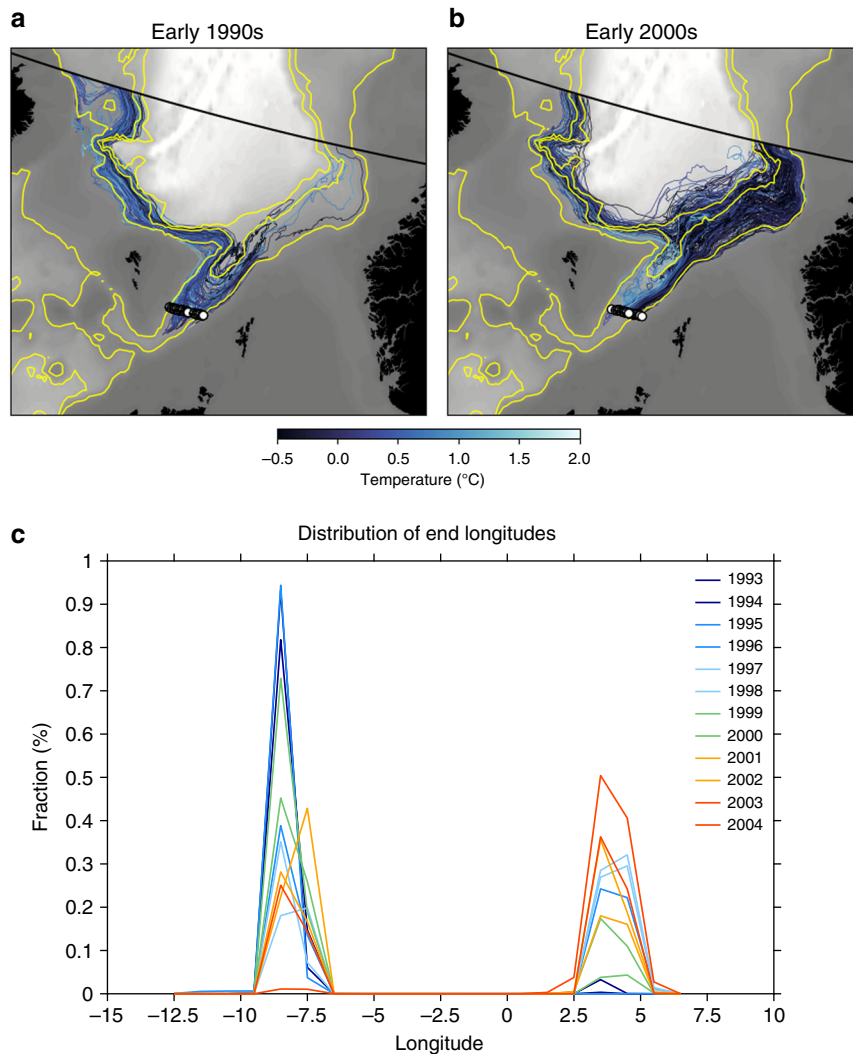 a
Early 1990s
b
Early 2000s
−0.5 0.0 0.5 1.0 1.5 2.0
Temperature (°C)
c
Distribution of end longitudes
1
0.9
0.8
0.7
0.6
0.5
0.4
0.3
0.2
0.1
0
Fraction (%)
1993
1994
1995
1996
1997
1998
1999
2000
2001
2002
2003
2004
−15 −12.5 −10 −7.5 −5 −2.5 0 2.5 5 7.5 10
Longitude